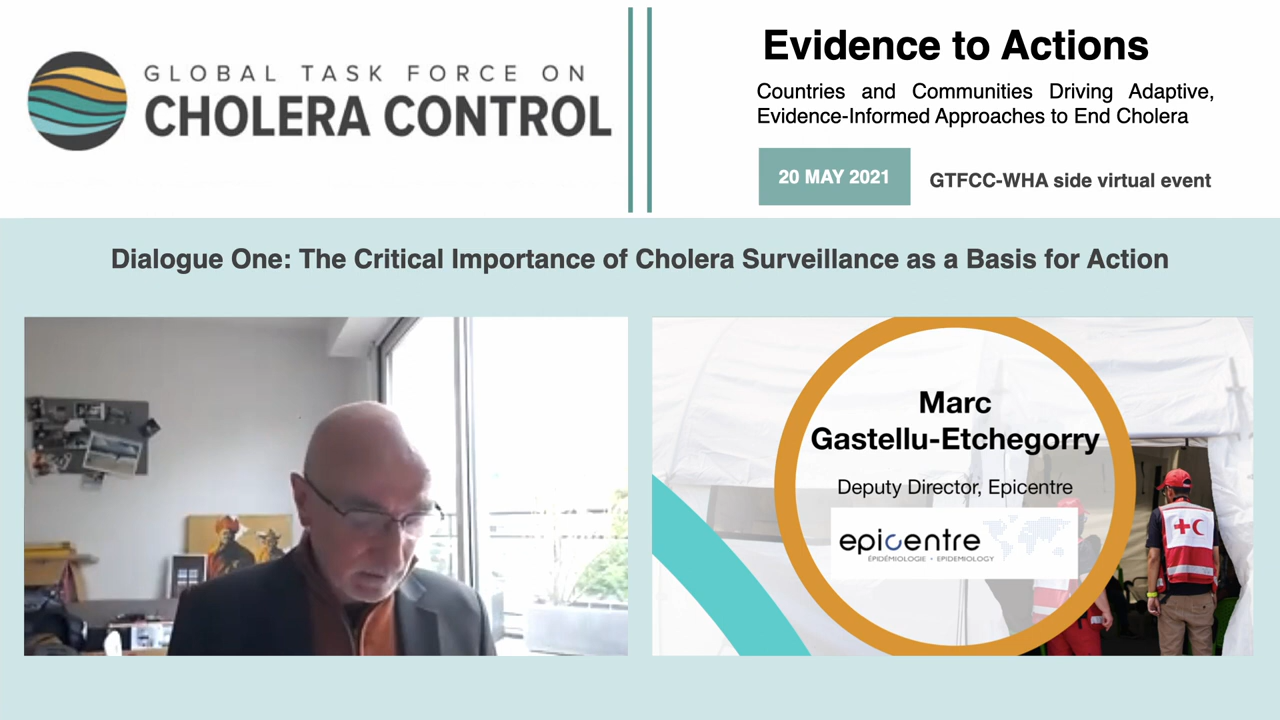 GLOBAL TASK FORCE ON
CHOLERA CONTROL
Evidence to Actions
Countries and Communities Driving Adaptive,
Evidence-Informed Approaches to End Cholera
20 MAY 2021
GTFCC-WHA side virtual event
Dialogue One: The Critical Importance of Cholera Surveillance as a Basis for Action
Marc
Gastellu-Etchegorry
Deputy Director, Epicentre
epicentre
ÉPIDÉMIOLOGIE • EPIDEMIOLOGY